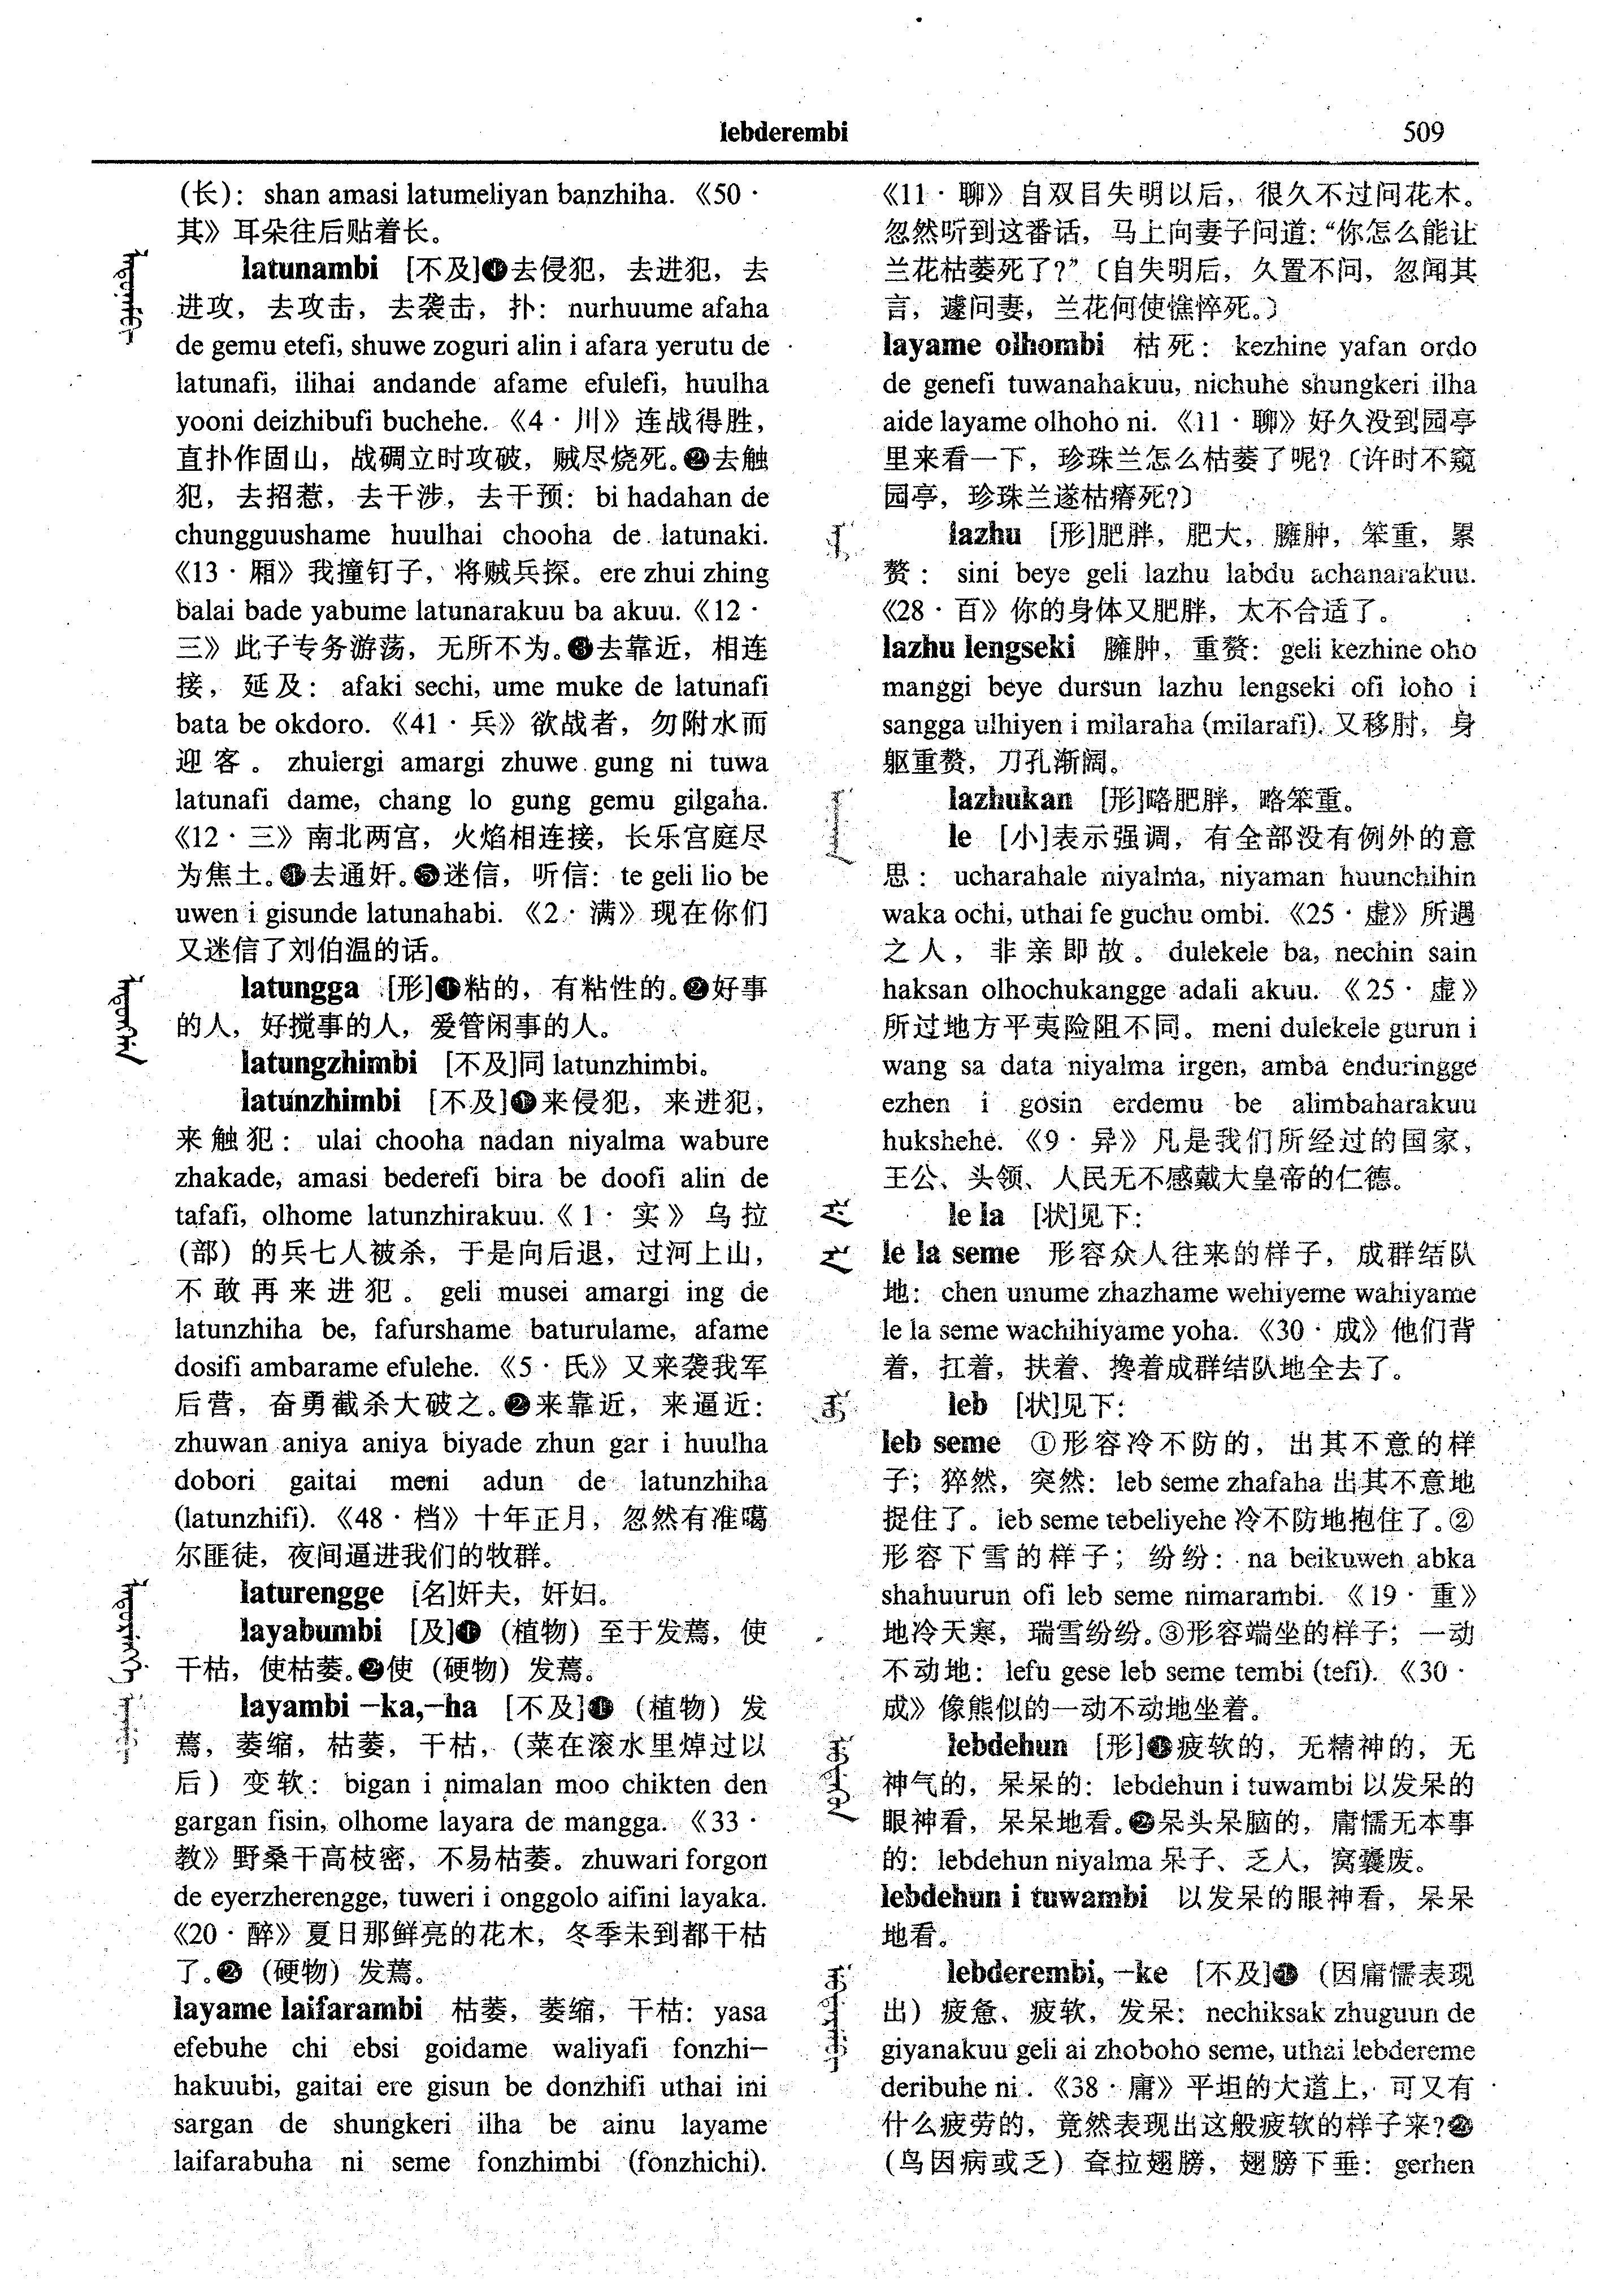 lebderembi
509
(长)：shan amasi latumeliyan banzhiha.《50·
其》耳朵往后贴着长。
latunambi [不及]❶去侵犯，去进犯，去
进攻，去攻击，去袭击，扑：nurhuume afaha
de gemu etefi, shuwe zoguri alin i afara yerutu de
latunafi, ilihai andande afame efulefi, huulha
yooni deizhibufi buchehe.《4·川》连战得胜，
直扑作固山，战碉立时攻破，贼尽烧死。❷去触
犯，去招惹，去干涉，去干预：bi hadahan de
chungguushame huulhai chooha de latunaki.
《13·厢》我撞钉子，将贼兵探。ere zhui zhing
balai bade yabume latunarakuu ba akuu.《12·
三》此子专务游荡，无所不为。❸去靠近，相连
接，延及：afaki sechi, ume muke de latunafi
bata be okdoro.《41·兵》欲战者，勿附水而
迎客。zhulergi amargi zhuwe gung ni tuwa
latunafi dame, chang lo gung gemu gilgaha.
《12·三》南北两宫，火焰相连接，长乐宫庭尽
为焦土。❹去通奸。❺迷信，听信：te geli lio be
uwen i gisunde latunahabi.《2·满》现在你们
又迷信了刘伯温的话。
latungga [形]❶粘的，有粘性的。❷好事
的人，好搅事的人，爱管闲事的人。
latungzhimbi [不及]同 latunzhimbi。
latunzhimbi [不及]❶来侵犯，来进犯，
来触犯：ulai chooha nadan niyalma wabure
zhakade, amasi bederefi bira be doofi alin de
tafafi, olhome latunzhirakuu.《1·实》乌拉
(部)的兵七人被杀，于是向后退，过河上山，
不敢再来进犯。geli musei amargi ing de
latunzhiha be, fafurshame baturulame, afame
dosifi ambarame efulehe.《5·氏》又来袭我军
后营，奋勇截杀大破之。❷来靠近，来逼近：
zhuwan aniya aniya biyade zhun gar i huulha
dobori gaitai meni adun de latunzhiha
(latunzhifi).《48·档》十年正月，忽然有准噶
尔匪徒，夜间逼进我们的牧群。
laturengge [名]奸夫，奸妇。
layabumbi [及]❶（植物）至于发蔫，使
干枯，使枯萎。❷使（硬物）发蔫。
layambi -ka,-ha [不及]❶（植物）发
蔫，萎缩，枯萎，干枯，（菜在滚水里焯过以
后）变软：bigan i nimalan moo chikten den
gargan fisin, olhome layara de mangga.《33·
教》野桑干高枝密，不易枯萎。zhuwari forgon
de eyerzherengge, tuweri i onggolo aifini layaka.
《20·醉》夏日那鲜亮的花木，冬季未到都干枯
了。❷（硬物）发蔫。
layame laifarambi 枯萎，萎缩，干枯：yasa
efebuhe chi ebsi goidame waliyafi fonzhi-
hakuubi, gaitai ere gisun be donzhifi uthai ini
sargan de shungkeri ilha be ainu layame
laifarabuha ni seme fonzhimbi (fonzhichi).
《11·聊》自双目失明以后，很久不过问花木。
忽然听到这番话，马上向妻子问道：“你怎么能让
兰花枯萎死了?”〔自失明后，久置不问，忽闻其
言，遽问妻，兰花何使憔悴死。〕
layame olhombi 枯死：kezhine yafan ordo
de genefi tuwanahakuu, nichuhe shungkeri ilha
aide layame olhoho ni.《11·聊》好久没到园亭
里来看一下，珍珠兰怎么枯萎了呢?〔许时不窥
园亭，珍珠兰遂枯瘠死?〕
lazhu [形]肥胖，肥大，臃肿，笨重，累
赘：sini beye geli lazhu labdu achanarakuu.
《28·百》你的身体又肥胖，太不合适了。
lazhu lengseki 臃肿，重赘：geli kezhine oho
manggi beye dursun lazhu lengseki ofi loho i
sangga ulhiyen i milaraha (milarafi). 又移肘，身
躯重赘，刀孔渐阔。
lazhukan [形]略肥胖，略笨重。
le [小]表示强调，有全部没有例外的意
思：ucharahale niyalma, niyaman huunchihin
waka ochi, uthai fe guchu ombi.《25·虚》所遇
之人，非亲即故。dulekele ba, nechin sain
haksan olhochukangge adali akuu.《25·虚》
所过地方平夷险阻不同。meni dulekele gurun i
wang sa data niyalma irgen, amba enduringge
ezhen i gosin erdemu be alimbaharakuu
hukshehe.《9·异》凡是我们所经过的国家，
王公、头领、人民无不感戴大皇帝的仁德。
le la [状]见下：
le la seme 形容众人往来的样子，成群结队
地：chen unume zhazhame wehiyeme wahiyame
le la seme wachihiyame yoha.《30·成》他们背
着，扛着，扶着、搀着成群结队地全去了。
leb [状]见下：
leb seme ①形容冷不防的，出其不意的样
子；猝然，突然：leb seme zhafaha 出其不意地
捉住了。leb seme tebeliyehe 冷不防地抱住了。②
形容下雪的样子；纷纷：na beikuwen abka
shahuurun ofi leb seme nimarambi.《19·重》
地冷天寒，瑞雪纷纷。③形容端坐的样子；一动
不动地：lefu gese leb seme tembi (tefi).《30·
成》像熊似的一动不动地坐着。
lebdehun [形]❶疲软的，无精神的，无
神气的，呆呆的：lebdehun i tuwambi 以发呆的
眼神看，呆呆地看。❷呆头呆脑的，庸懦无本事
的：lebdehun niyalma 呆子、乏人，窝囊废。
lebdehun i tuwambi 以发呆的眼神看，呆呆
地看。
lebderembi, -ke [不及]❶（因庸懦表现
出）疲惫、疲软，发呆：nechiksak zhuguun de
giyanakuu geli ai zhoboho seme, uthai lebdereme
deribuhe ni.《38·庸》平坦的大道上，可又有
什么疲劳的，竟然表现出这般疲软的样子来?❷
（鸟因病或乏）耷拉翅膀，翅膀下垂：gerhen